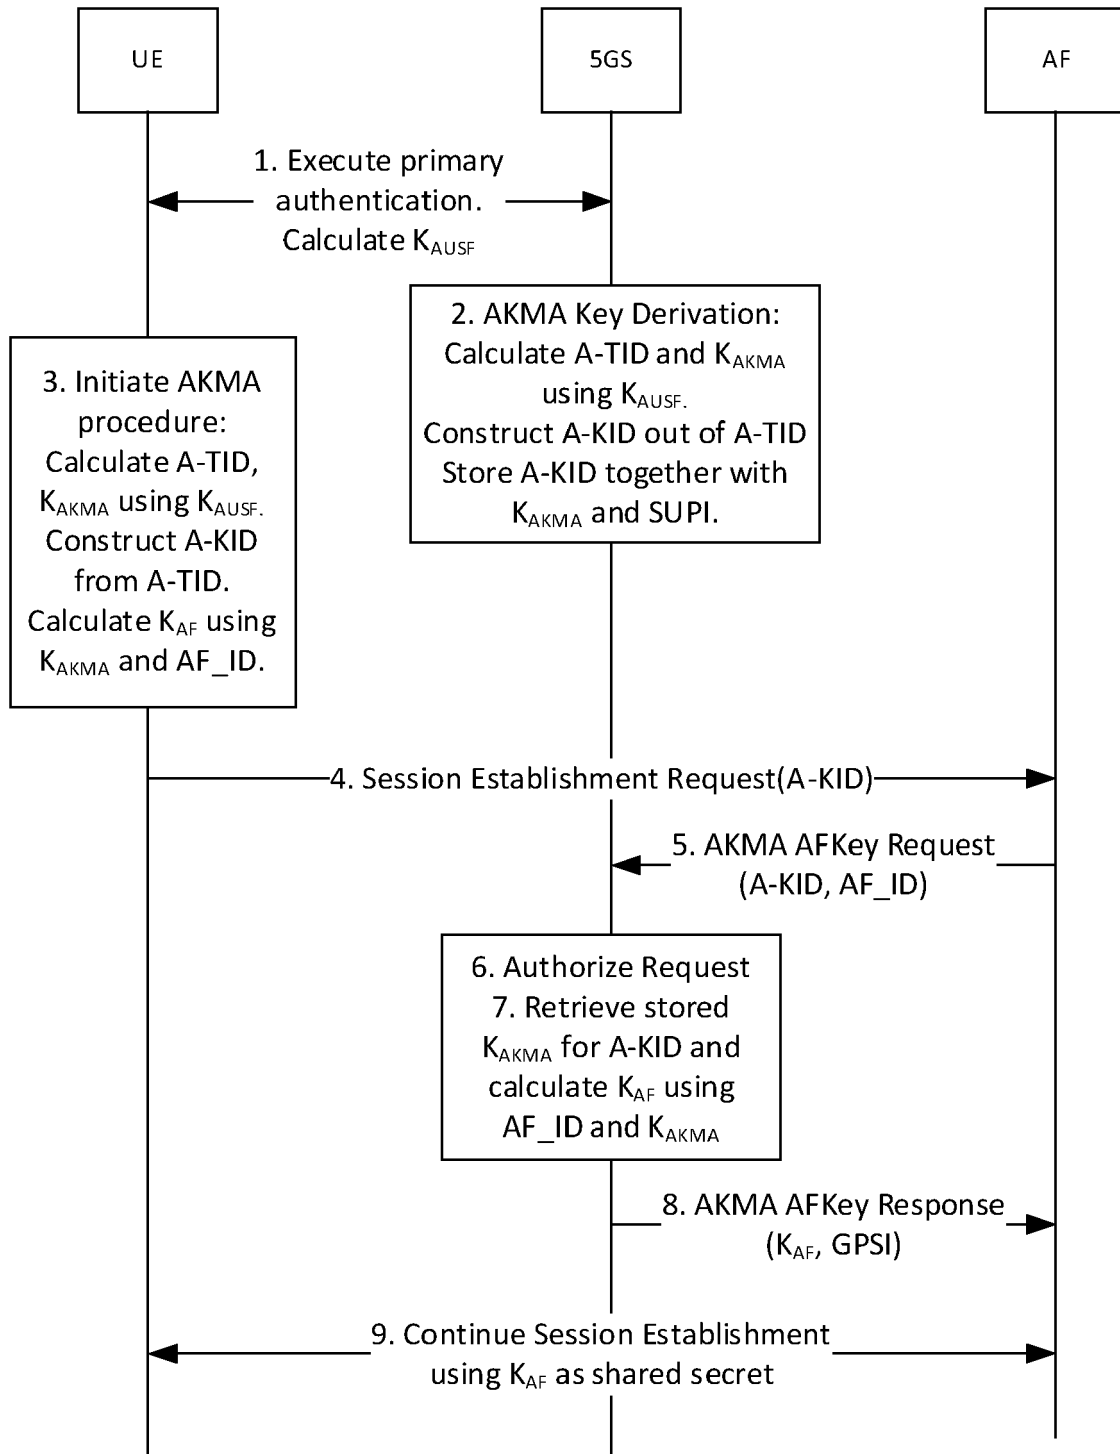 UE
5GS
AF
1. Execute primary
authentication.
Calculate KAUSF
2. AKMA Key Derivation:
Calculate A-TID and KAKMA
using KAUSF.
Construct A-KID out of A-TID
Store A-KID together with
KAKMA and SUPI.
3. Initiate AKMA
procedure:
Calculate A-TID,
KAKMA using KAUSF.
Construct A-KID
from A-TID.
Calculate KAF using
KAKMA and AF_ID.
4. Session Establishment Request(A-KID)
5. AKMA AFKey Request
(A-KID, AF_ID)
6. Authorize Request
7. Retrieve stored
KAKMA for A-KID and
calculate KAF using
AF_ID and KAKMA
8. AKMA AFKey Response
(KAF, GPSI)
9. Continue Session Establishment
using KAF as shared secret